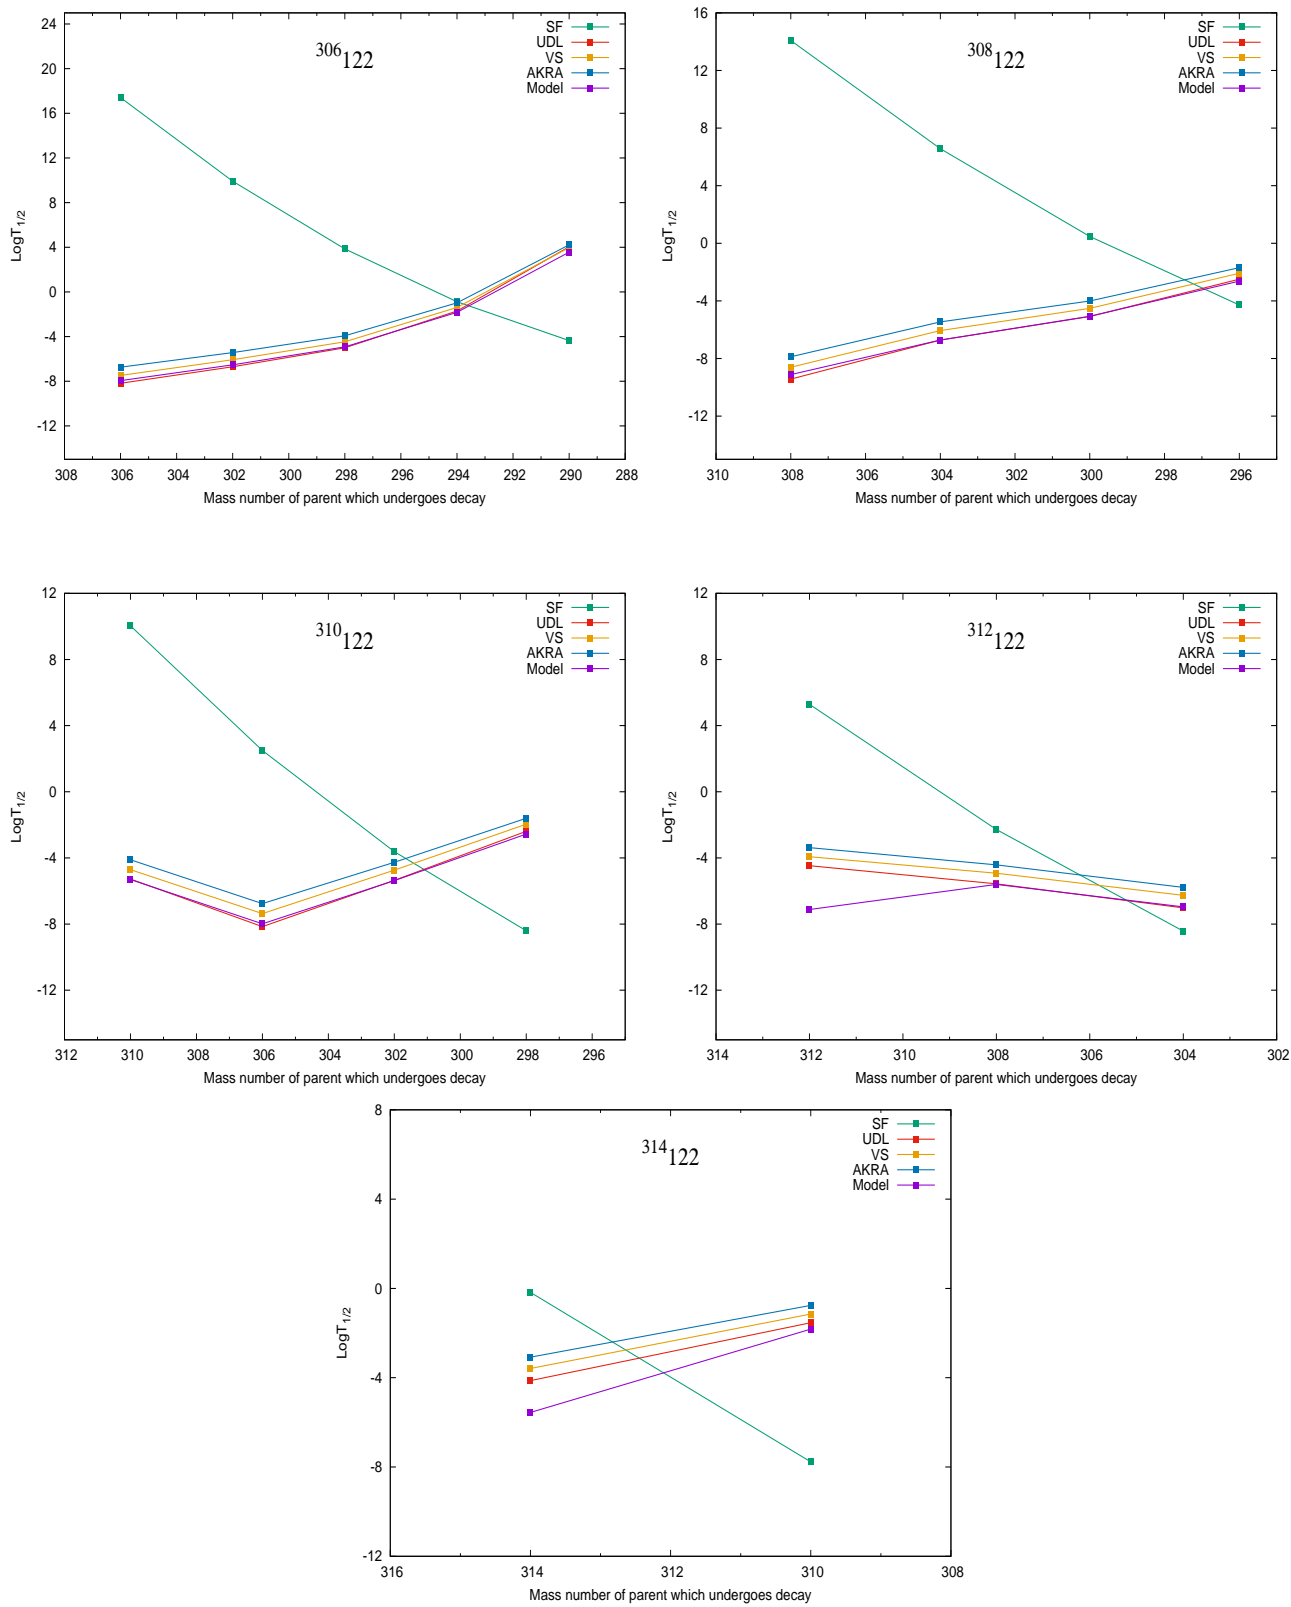 24
20
16
12
8
4
0
-4
-8
-12
LogT1/2
306122
SF
UDL
VS
AKRA
Model
308 306 304 302 300 298 296 294 292 290 288
Mass number of parent which undergoes decay
16
12
8
4
0
-4
-8
-12
LogT1/2
308122
SF
UDL
VS
AKRA
Model
310 308 306 304 302 300 298 296
Mass number of parent which undergoes decay
12
8
4
0
-4
-8
-12
LogT1/2
310122
SF
UDL
VS
AKRA
Model
312 310 308 306 304 302 300 298 296
Mass number of parent which undergoes decay
12
8
4
0
-4
-8
-12
LogT1/2
312122
SF
UDL
VS
AKRA
Model
314 312 310 308 306 304 302
Mass number of parent which undergoes decay
8
4
0
-4
-8
-12
LogT1/2
314122
SF
UDL
VS
AKRA
Model
316 314 312 310 308
Mass number of parent which undergoes decay